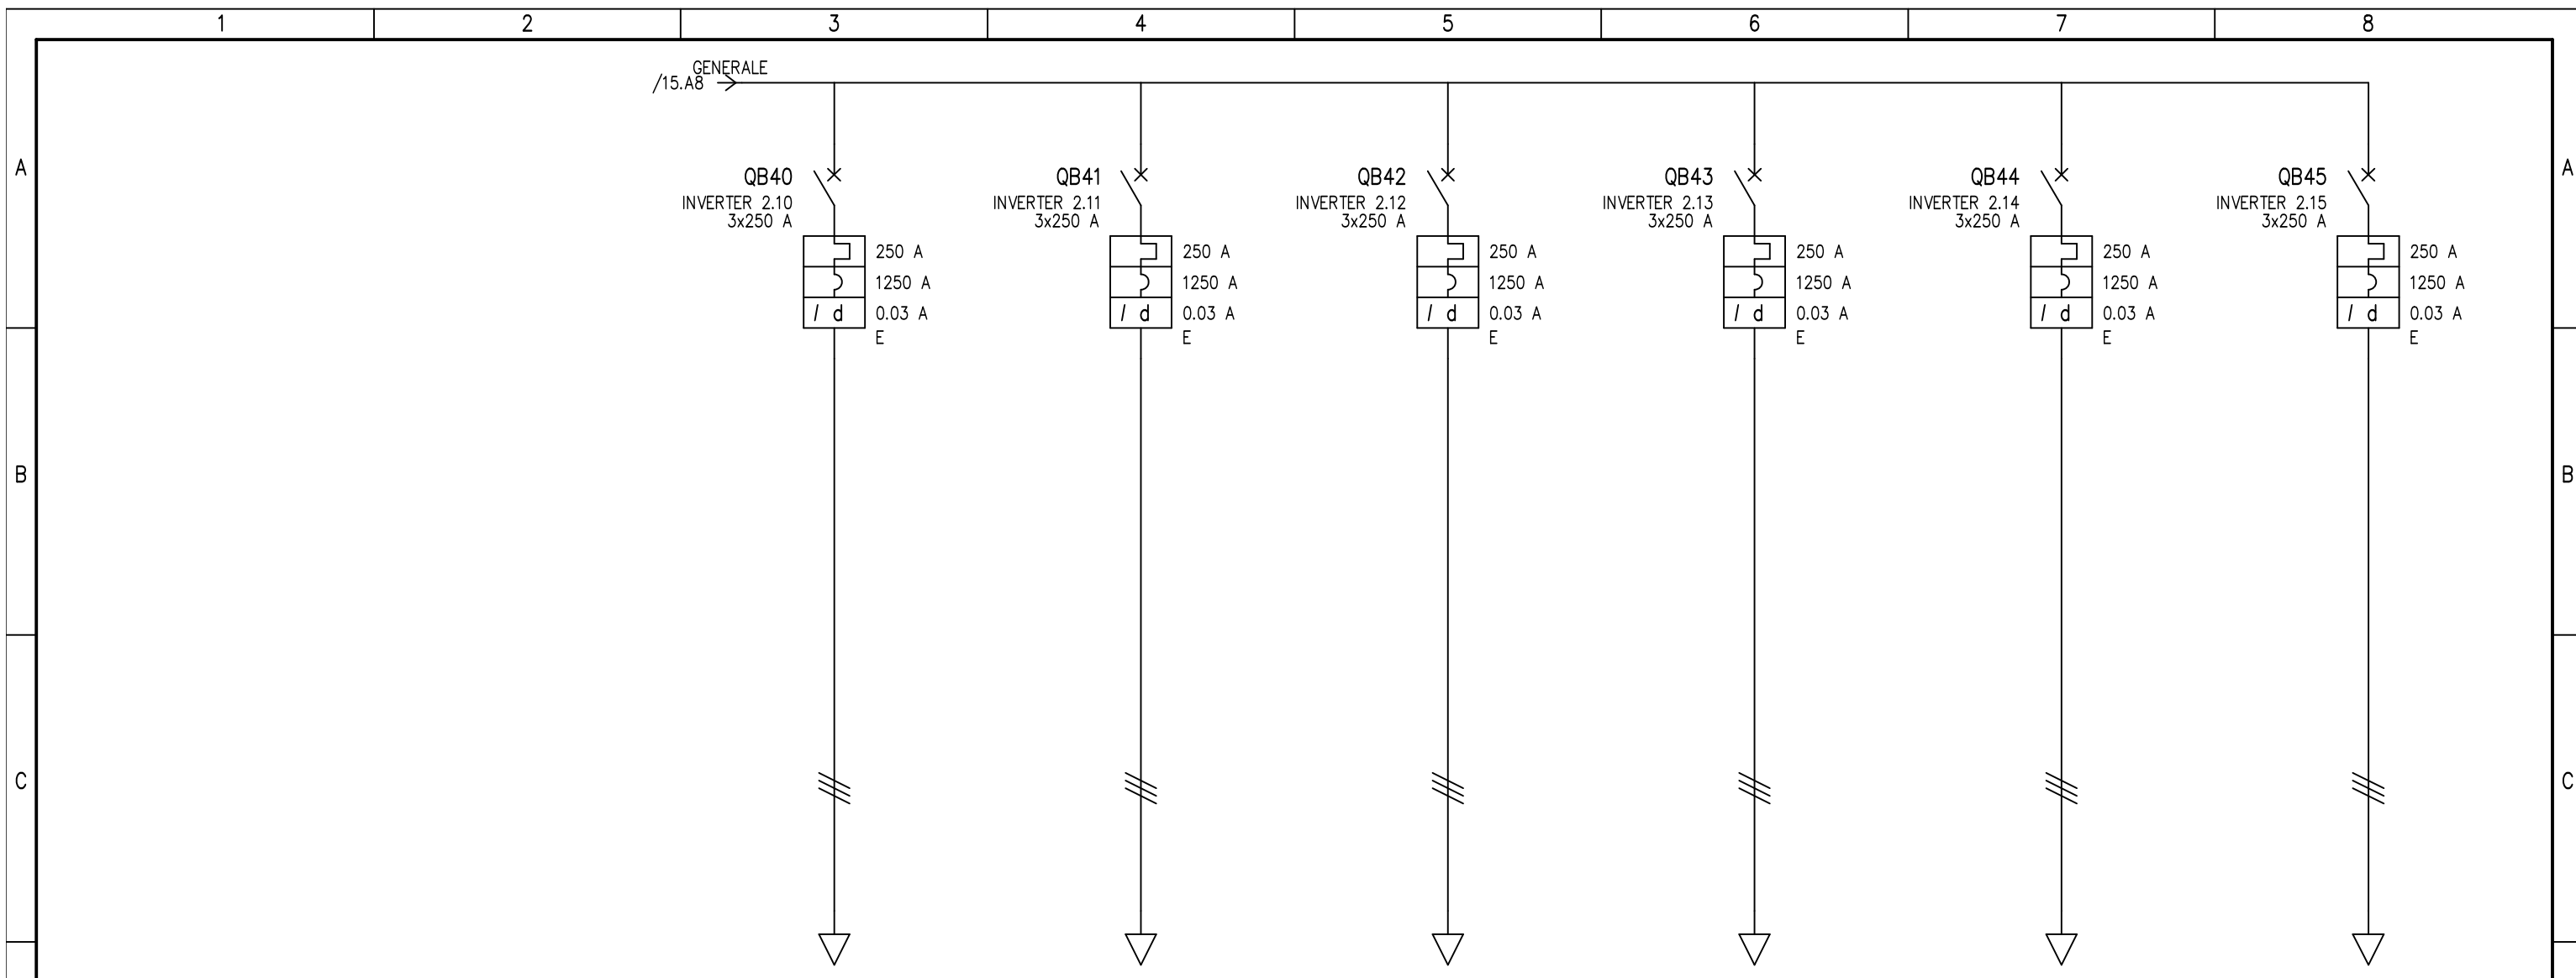 1 2 3 4 5 6 7 8
GENERALE
/15.A8
A A
QB40 QB41 QB42 QB43 QB44 QB45
INVERTER 2.10 INVERTER 2.11 INVERTER 2.12 INVERTER 2.13 INVERTER 2.14 INVERTER 2.15
3x250 A 3x250 A 3x250 A 3x250 A 3x250 A 3x250 A
250 A 250 A 250 A 250 A 250 A 250 A
1250 A 1250 A 1250 A 1250 A 1250 A 1250 A
I d 0.03 A I d 0.03 A I d 0.03 A I d 0.03 A I d 0.03 A I d 0.03 A
E E E E E E
B B
C C